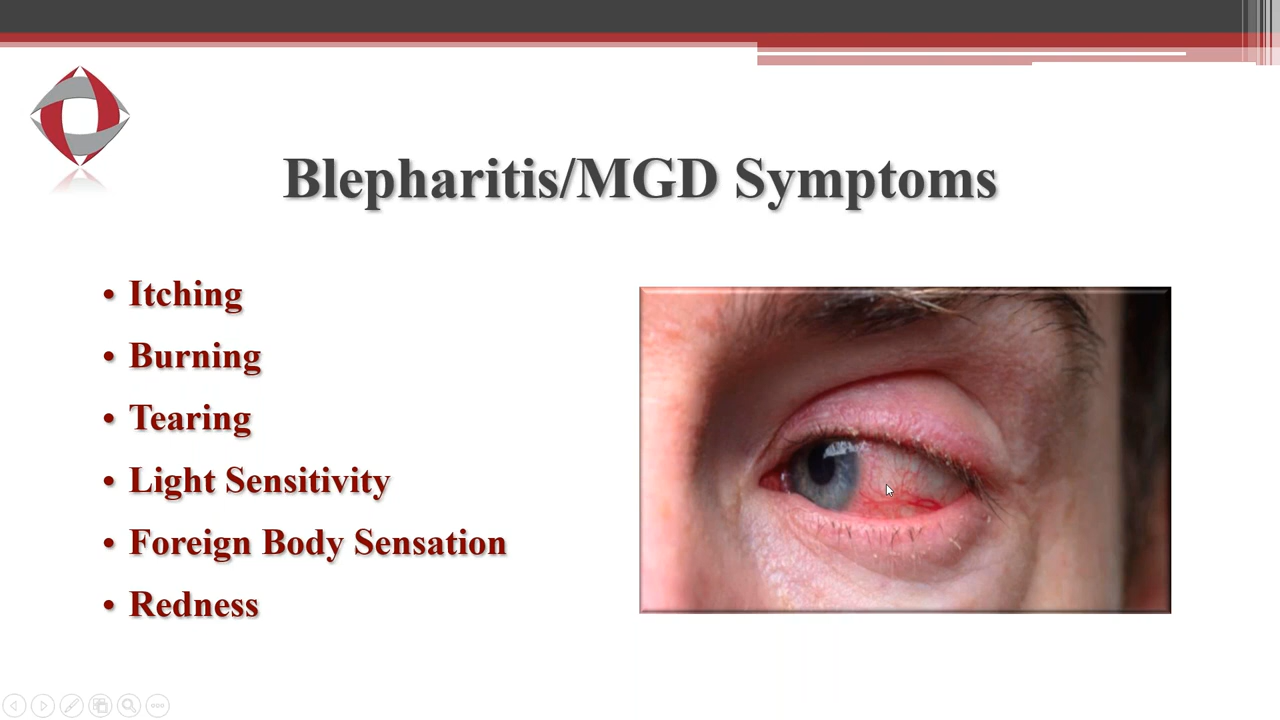 Blepharitis/MGD Symptoms
• Itching
• Burning
• Tearing
• Light Sensitivity
• Foreign Body Sensation
• Redness